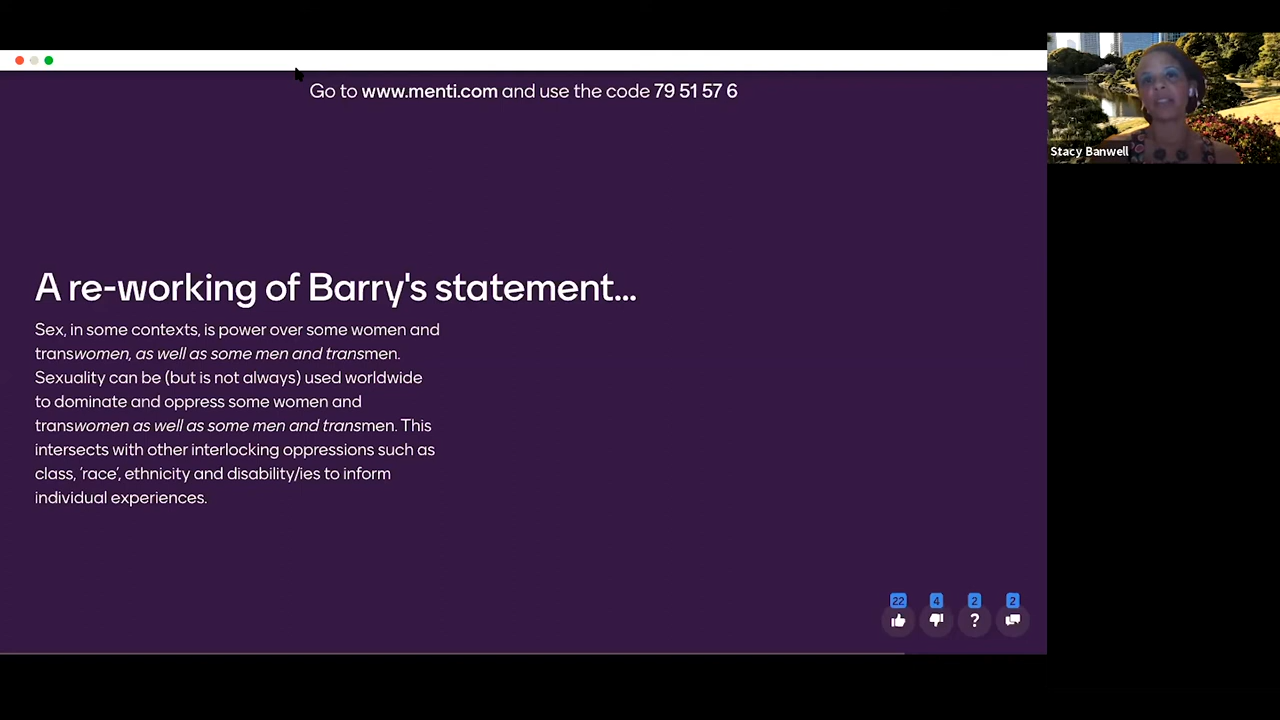 Go to www.menti.com and use the code 79 51 57 6
Stacy Banwell
A re-working of Barry's statement...
Sex, in some contexts, is power over some women and
transwomen, as well as some men and transmen.
Sexuality can be (but is not always) used worldwide
to dominate and oppress some women and
transwomen as well as some men and transmen. This
intersects with other interlocking oppressions such as
class, 'race', ethnicity and disability/ies to inform
individual experiences.
22 4 2 2
?